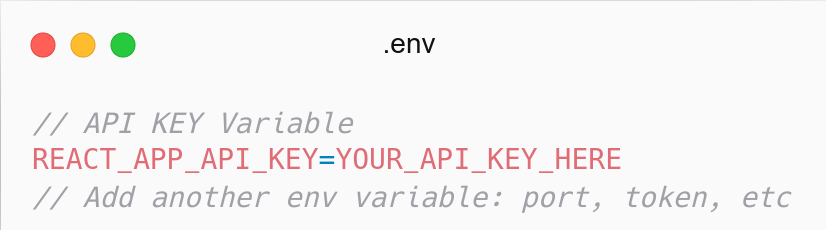 .env
// API KEY Variable
REACT_APP_API_KEY=YOUR_API_KEY_HERE
// Add another env variable: port, token, etc